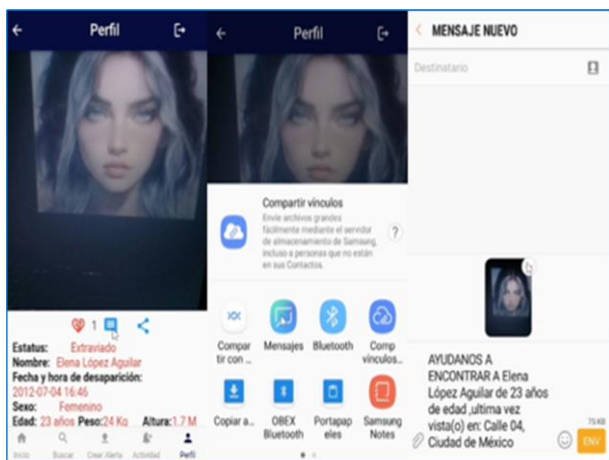 Perfil
Estatus: Extraviado
Nombre: Elena López Aguilar
Fecha y hora de desaparición:
2012-07-04 16:46
Sexo: Femenino
Edad: 23 años Peso:24 Kg Altura:1.7 M
1
Inicio
Buscar
Crear Alerta
Actividad
Perfil
Perfil
Compartir vínculos
Envíe archivos grandes
fácilmente mediante el servidor
de almacenamiento de Samsung,
incluso a personas que no están
en sus Contactos.
?
Compar
tir con ...
Mensajes
Bluetooth
Comp
vínculos...
Copiar a...
OBEX
Bluetooth
Portapap
eles
Samsung
Notes
MENSAJE NUEVO
Destinatario
AYUDANOS A
ENCONTRAR A Elena
López Aguilar de 23 años
de edad ,ultima vez
vista(o) en: Calle 04,
Ciudad de México
75 KB
ENV